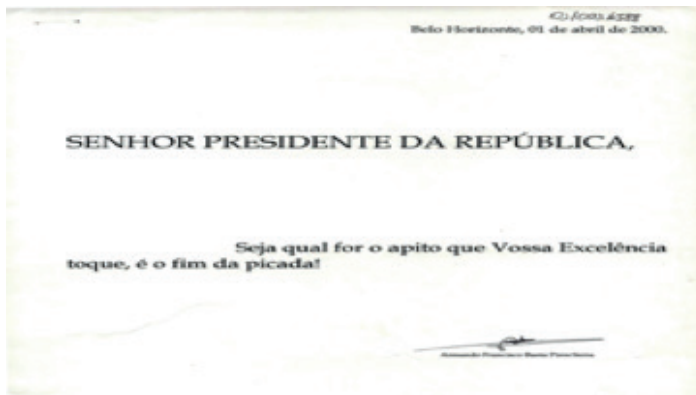 Belo Horizonte, 01 de abril de 2000.
SENHOR PRESIDENTE DA REPÚBLICA,
Seja qual for o apito que Vossa Excelência
toque, é o fim da picada!